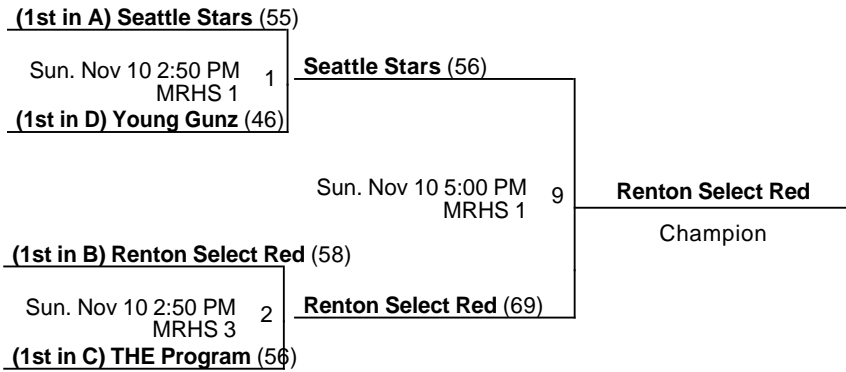 (1st in A) Seattle Stars (55)
Sun. Nov 10 2:50 PM
MRHS 1
1
Seattle Stars (56)
(1st in D) Young Gunz (46)
Sun. Nov 10 5:00 PM
MRHS 1
9
Renton Select Red
Champion
(1st in B) Renton Select Red (58)
Sun. Nov 10 2:50 PM
MRHS 3
2
Renton Select Red (69)
(1st in C) THE Program (56)